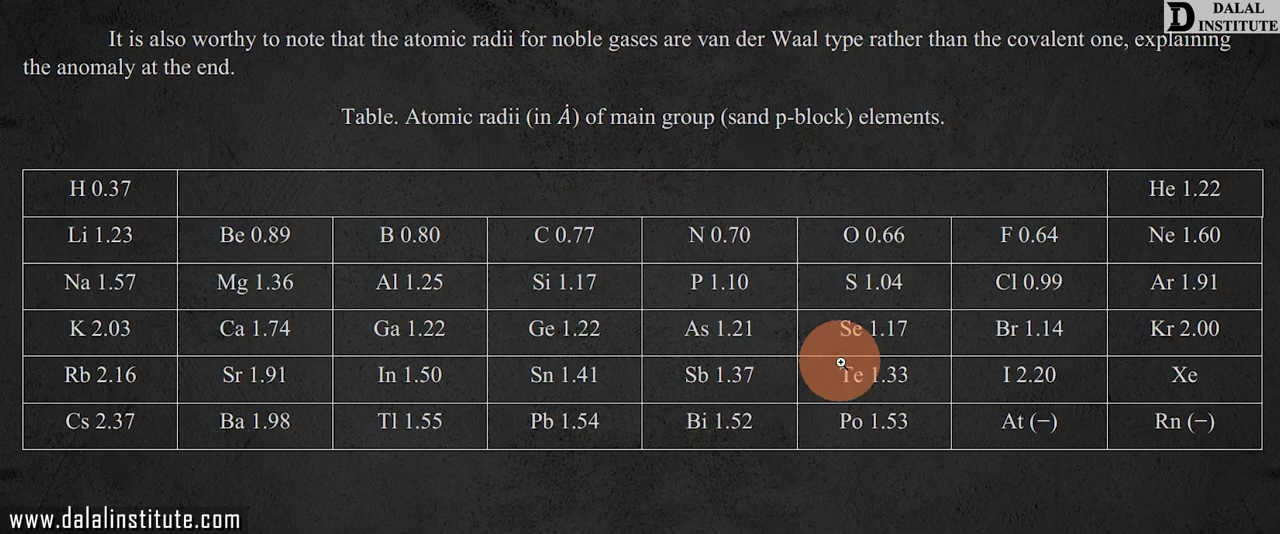 DALAL
INSTITUTE
It is also worthy to note that the atomic radii for noble gases are van der Waal type rather than the covalent one, explaining
the anomaly at the end.
Table. Atomic radii (in Ȧ) of main group (sand p-block) elements.
H 0.37 He 1.22
Li 1.23 Be 0.89 B 0.80 C 0.77 N 0.70 O 0.66 F 0.64 Ne 1.60
Na 1.57 Mg 1.36 Al 1.25 Si 1.17 P 1.10 S 1.04 Cl 0.99 Ar 1.91
K 2.03 Ca 1.74 Ga 1.22 Ge 1.22 As 1.21 Se 1.17 Br 1.14 Kr 2.00
Rb 2.16 Sr 1.91 In 1.50 Sn 1.41 Sb 1.37 Te 1.33 I 2.20 Xe
Cs 2.37 Ba 1.98 Tl 1.55 Pb 1.54 Bi 1.52 Po 1.53 At (−) Rn (−)
www.dalalinstitute.com